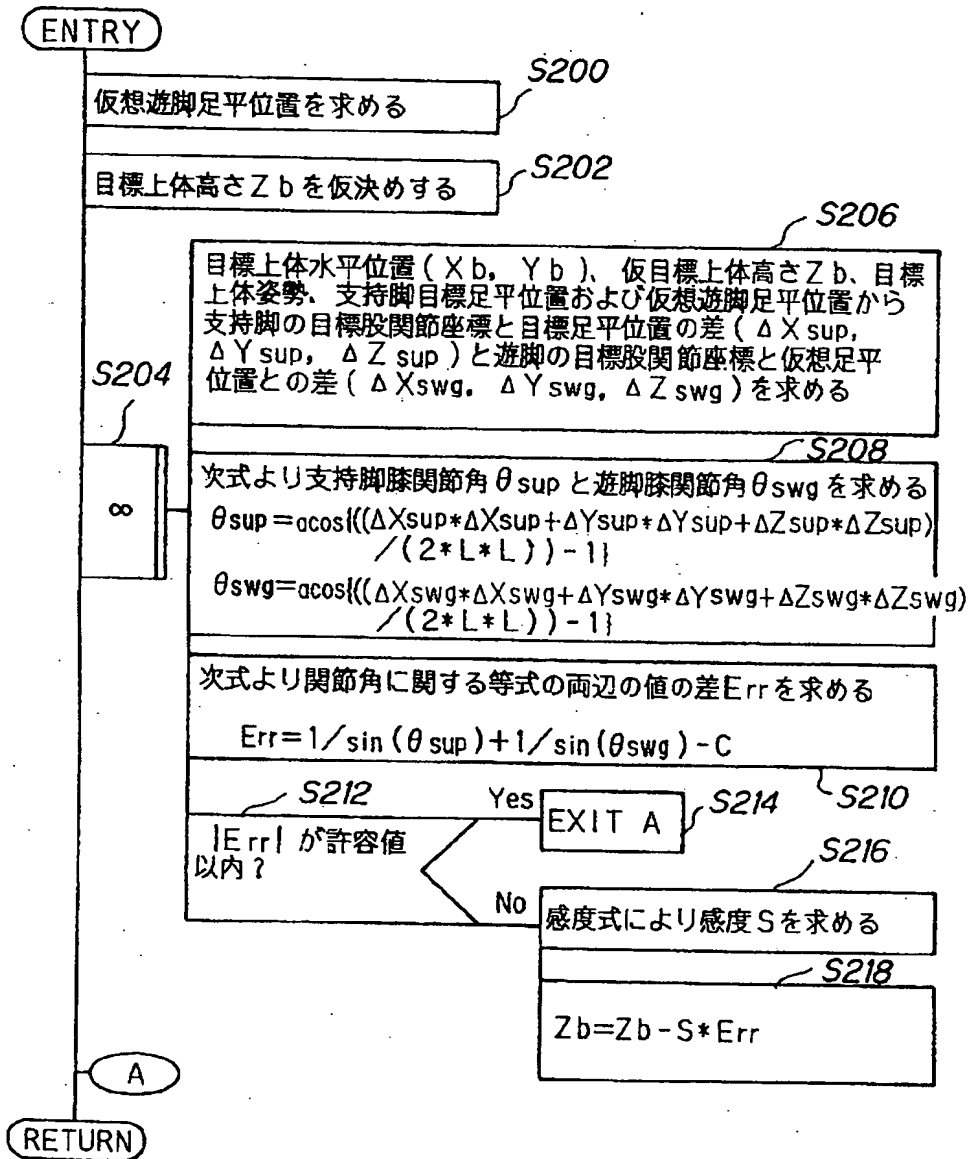 ENTRY
S200
仮想遊脚足平位置を求める
S202
目標上体高さZbを仮決めする
S206
目標上体水平位置(Xb, Yb)、仮目標上体高さZb、目標
上体姿勢、支持脚目標足平位置および仮想遊脚足平位置から
支持脚の目標股関節座標と目標足平位置の差(ΔXsup,
ΔYsup, ΔZsup)と遊脚の目標股関節座標と仮想足平
位置との差(ΔXswg, ΔYswg, ΔZswg)を求める
S204
∞
S208
次式より支持脚膝関節角θsupと遊脚膝関節角θswgを求める
θsup=acos{((ΔXsup*ΔXsup+ΔYsup*ΔYsup+ΔZsup*ΔZsup)
/(2*L*L))-1}
θswg=acos{((ΔXswg*ΔXswg+ΔYswg*ΔYswg+ΔZswg*ΔZswg)
/(2*L*L))-1}
次式より関節角に関する等式の両辺の値の差Errを求める
Err=1/sin(θsup)+1/sin(θswg)-C
S210
S212
|Err|が許容値
以内?
Yes
EXIT A
S214
No
S216
感度式により感度Sを求める
S218
Zb=Zb-S*Err
A
RETURN